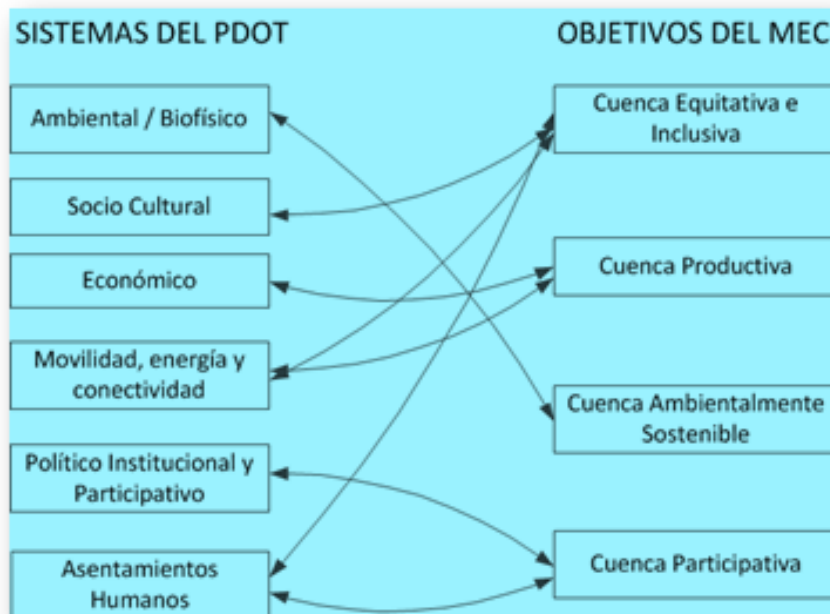 SISTEMAS DEL PDOT
OBJETIVOS DEL MEC
Ambiental / Biofísico
Socio Cultural
Económico
Movilidad, energía y
conectividad
Político Institucional y
Participativo
Asentamientos
Humanos
Cuenca Equitativa e
Inclusiva
Cuenca Productiva
Cuenca Ambientalmente
Sostenible
Cuenca Participativa